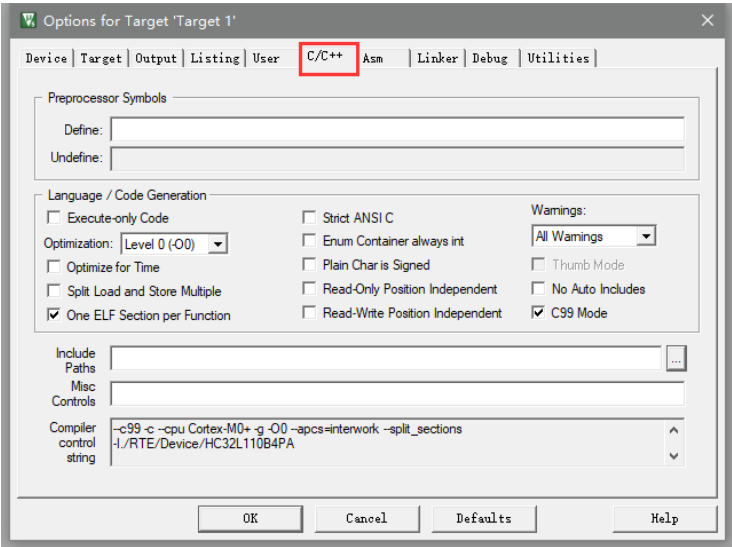 Options for Target 'Target 1'
Device Target Output Listing User C/C++ Asm Linker Debug Utilities
Preprocessor Symbols
Define:
Undefine:
Language / Code Generation
Execute-only Code Strict ANSI C Warnings:
Optimization: Level 0 (-O0) Enum Container always int All Warnings
Optimize for Time Plain Char is Signed Thumb Mode
Split Load and Store Multiple Read-Only Position Independent No Auto Includes
One ELF Section per Function Read-Write Position Independent C99 Mode
Include
Paths ...
Misc
Controls
Compiler --c99 -c --cpu Cortex-M0+ -g -O0 --apcs=interwork --split_sections
control -I./RTE/Device/HC32L110B4PA
string
OK Cancel Defaults Help